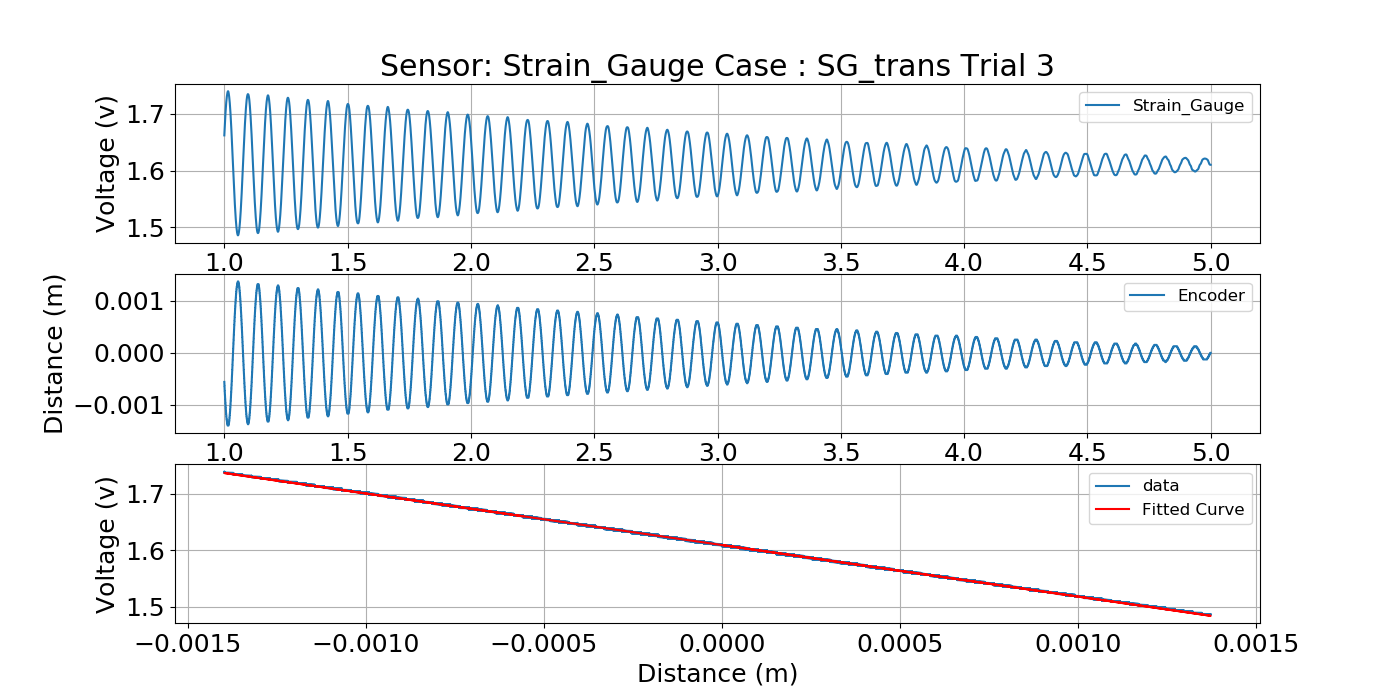 Sensor: Strain_Gauge Case : SG_trans Trial 3
Voltage (v)
1.7
1.6
1.5
Strain_Gauge
1.0 1.5 2.0 2.5 3.0 3.5 4.0 4.5 5.0
Distance (m)
0.001
0.000
−0.001
Encoder
1.0 1.5 2.0 2.5 3.0 3.5 4.0 4.5 5.0
Voltage (v)
1.7
1.6
1.5
data
Fitted Curve
−0.0015 −0.0010 −0.0005 0.0000 0.0005 0.0010 0.0015
Distance (m)